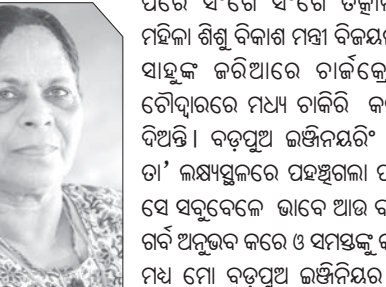 ପରେ ସଂଗେ ସଂଗେ
ମହିଳା ଶିଶୁ ବିକାଶ ମନ୍ତ୍ରୀ
ସାହୁଙ୍କ ଜରିଆରେ
ଚୌଦ୍ୱାରରେ ମଧ୍ୟ ଚାକିରି
ଦିଅନ୍ତି। ବଡ଼ପୁଅ ଇଞ୍ଜିନୟରିଂ
ତା’ ଲକ୍ଷ୍ୟସ୍ଥଳରେ ପହଞ୍ଚିଗଲା
ସେ ସବୁବେଳେ ଭାବେ ଆଉ
ଗର୍ବ ଅନୁଭବ କରେ ଓ ସମସ୍ତଙ୍କୁ
ମଧ୍ୟ ମୋ ବଡ଼ପୁଅ ଇଞ୍ଜିନିୟର